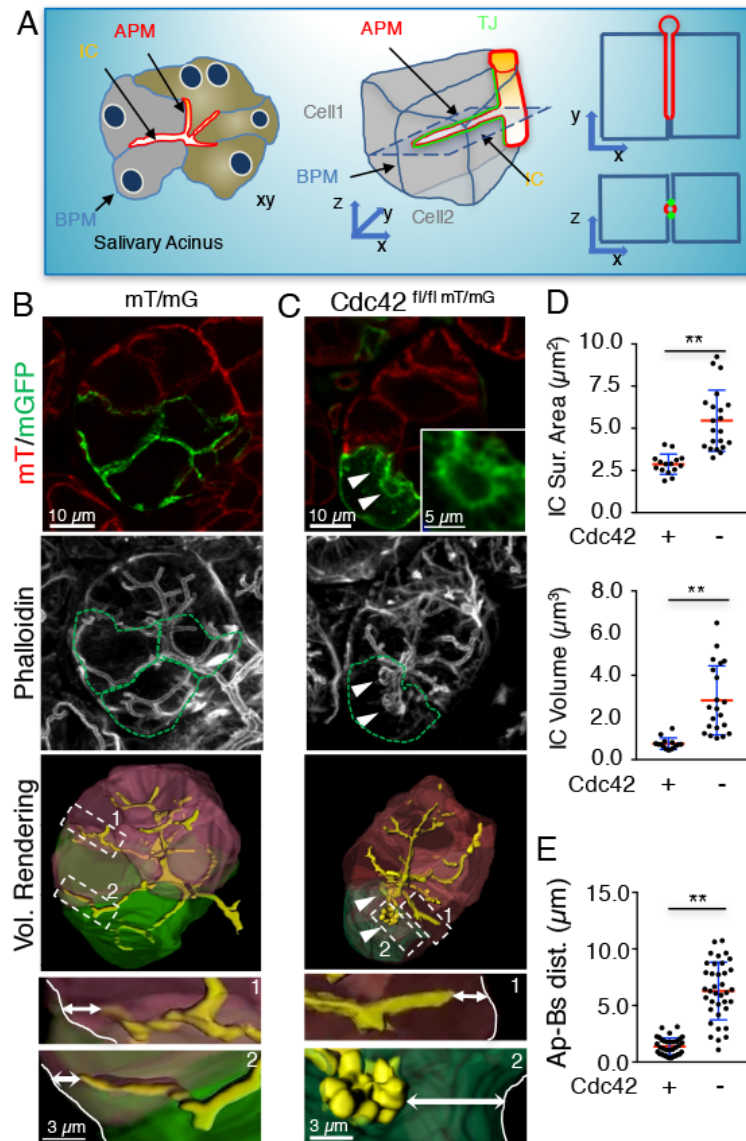 A
APM
IC
BPM
Salivary Acinus
xy
APM
TJ
Cell1
BPM
IC
Cell2
z
y
x
y
x
z
x
B
mT/mG
C
Cdc42 fl/fl mT/mG
D
mT/mGFP
10 µm
10 µm
5 µm
Phalloidin
Vol. Rendering
1
2
1
2
1
2
3 µm
1
2
3 µm
IC Sur. Area (µm²)
10.0
7.5
5.0
2.5
0.0
**
Cdc42
+
-
IC Volume (µm³)
8.0
6.0
4.0
2.0
0.0
**
Cdc42
+
-
E
Ap-Bs dist. (µm)
15.0
10.0
5.0
0.0
**
Cdc42
+
-